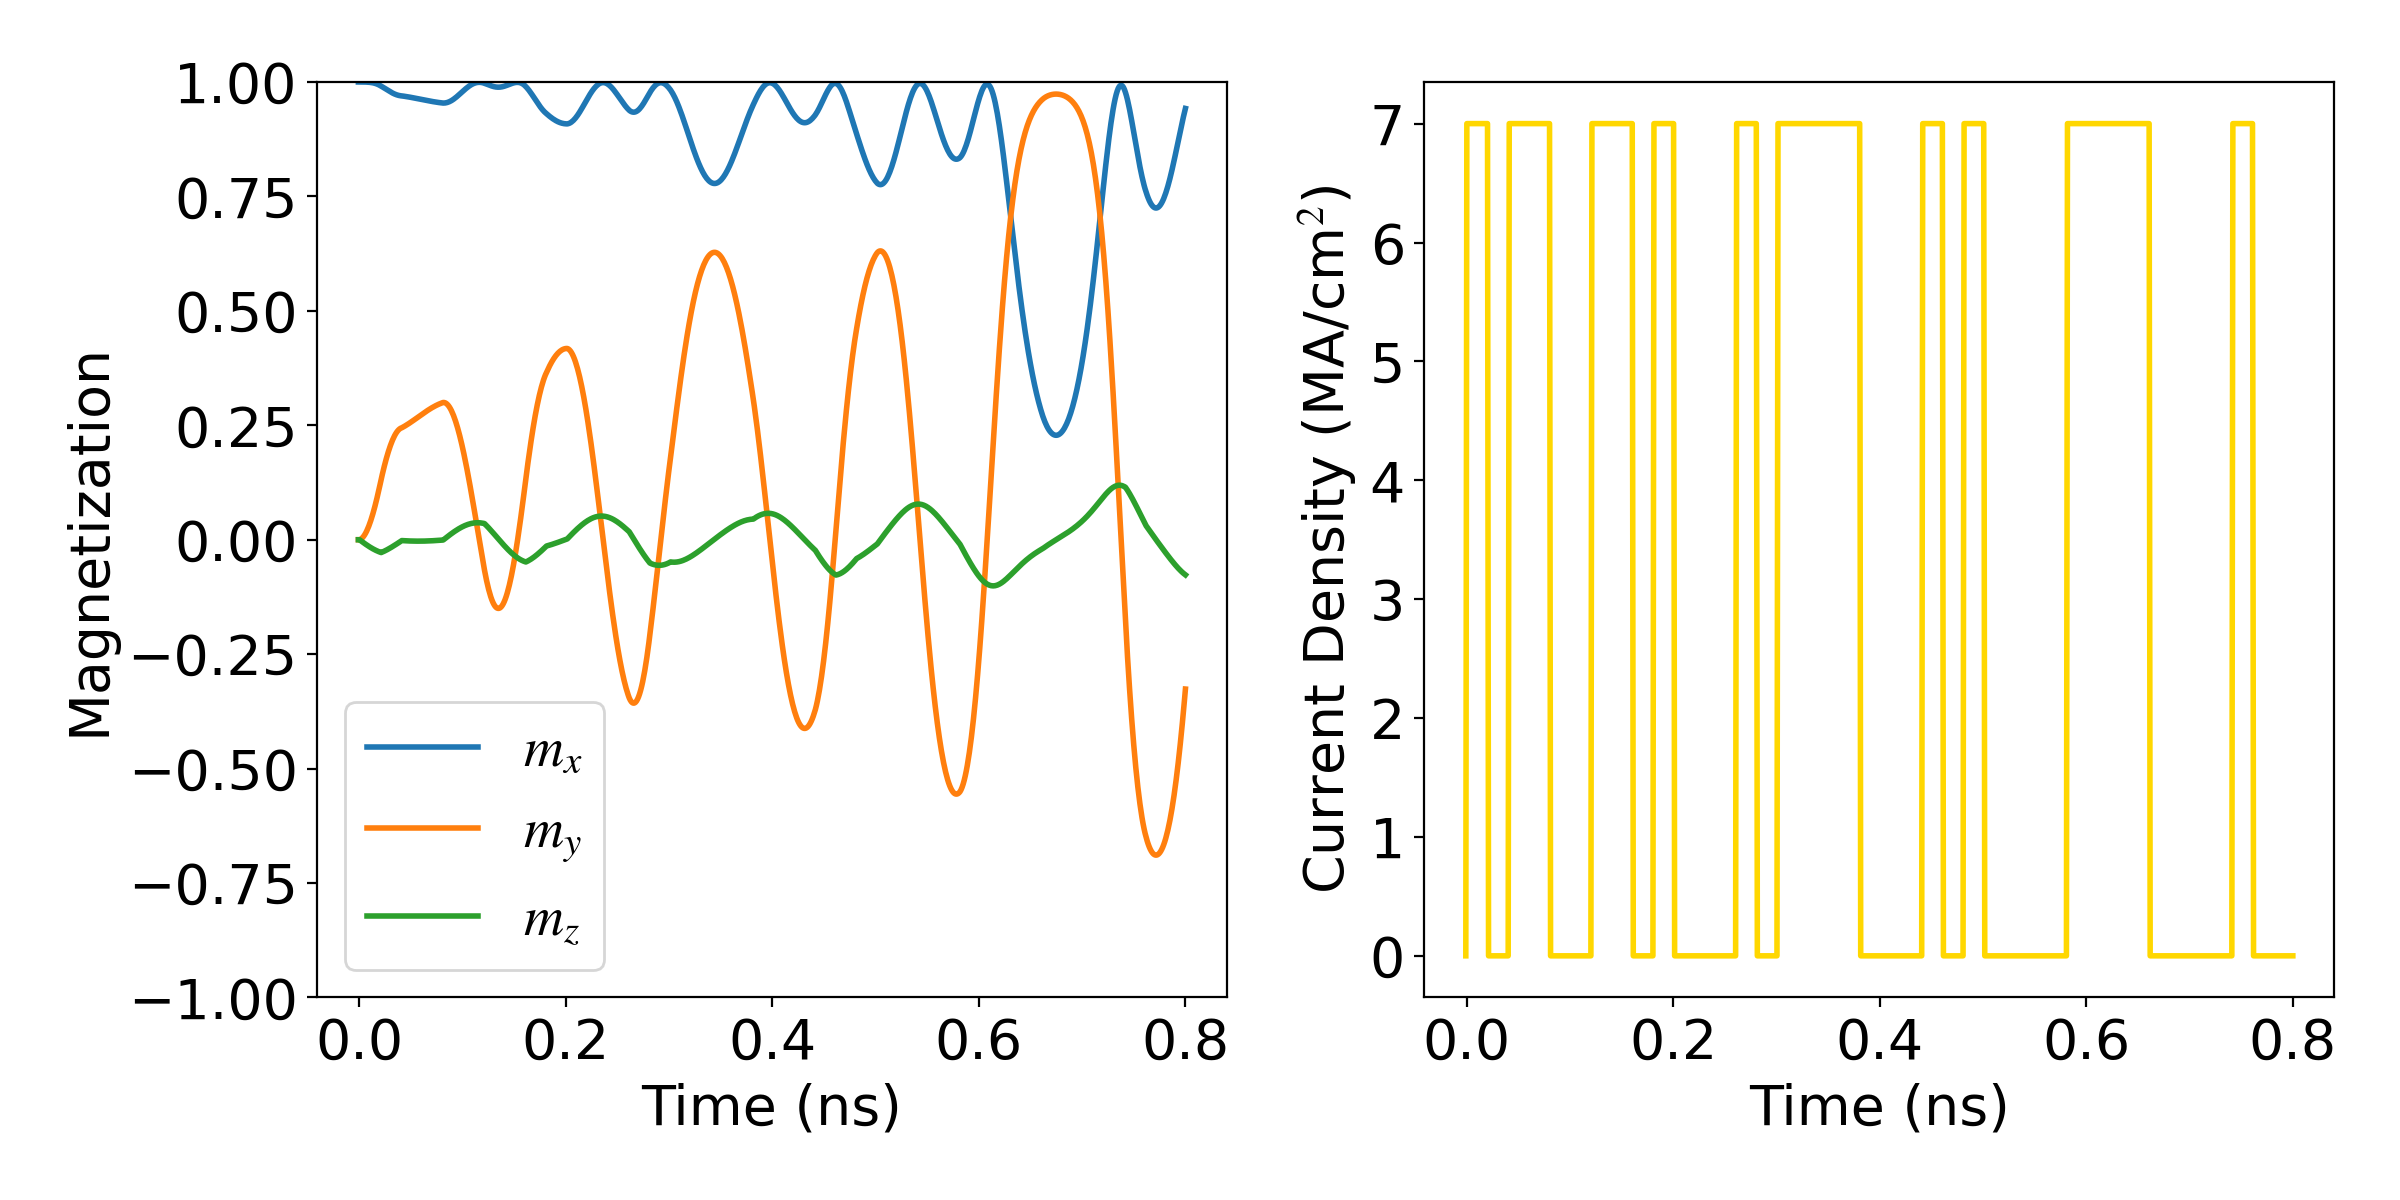 Magnetization
1.00
0.75
0.50
0.25
0.00
−0.25
−0.50
−0.75
−1.00
0.0 0.2 0.4 0.6 0.8
Time (ns)
m_x
m_y
m_z
Current Density (MA/cm²)
7
6
5
4
3
2
1
0
0.0 0.2 0.4 0.6 0.8
Time (ns)